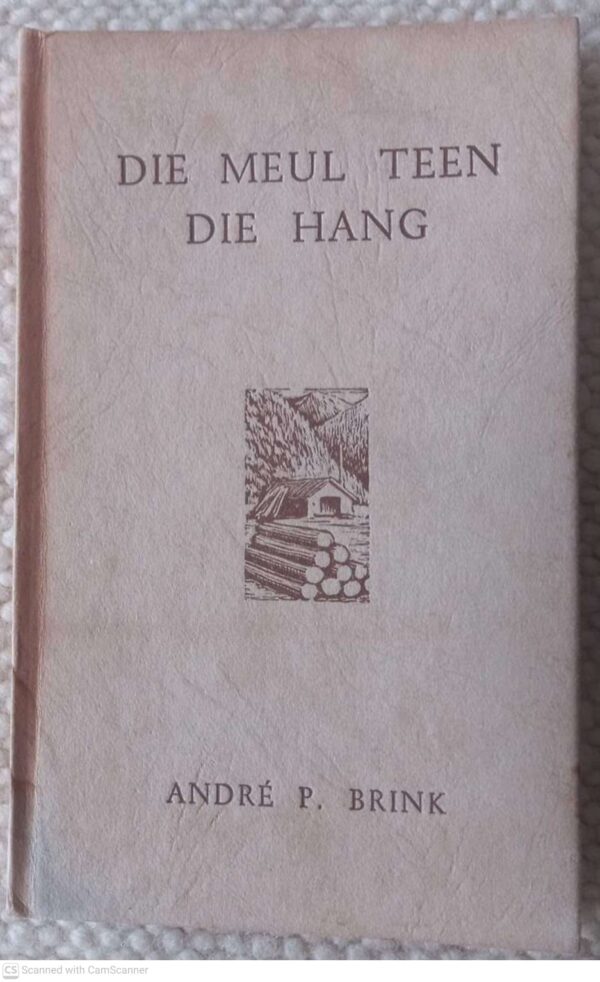 DIE MEUL TEEN
DIE HANG
ANDRÉ P. BRINK
CS Scanned with CamScanner